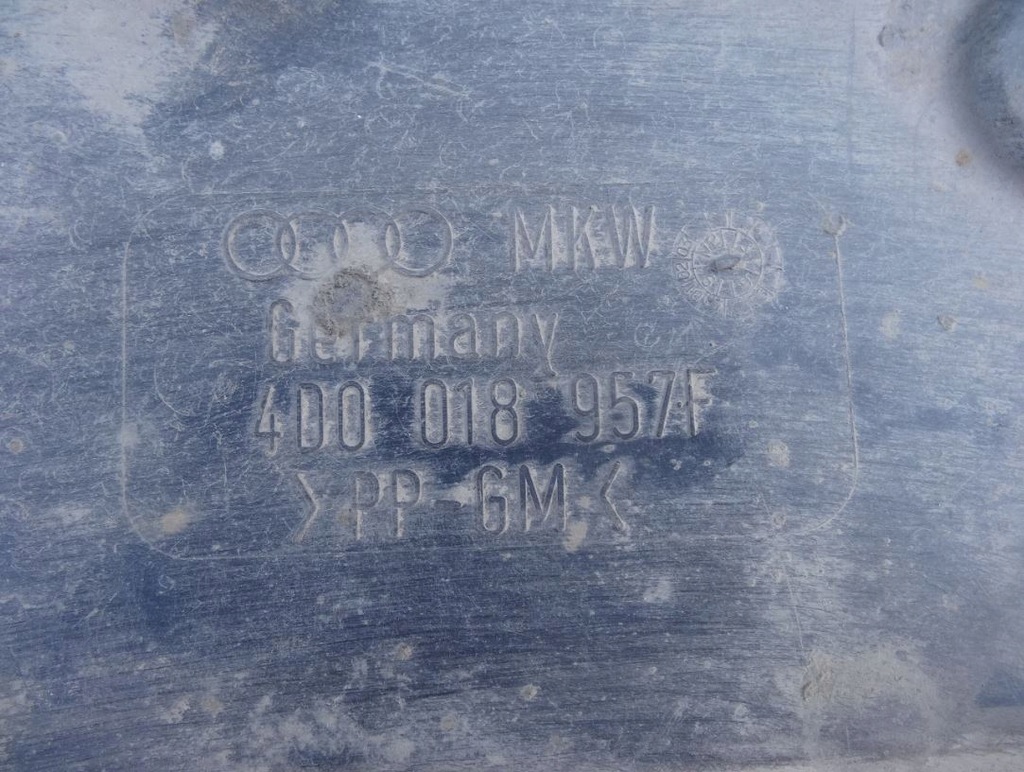 MKW
Germany
4D0 018 957F
>PP-GM<